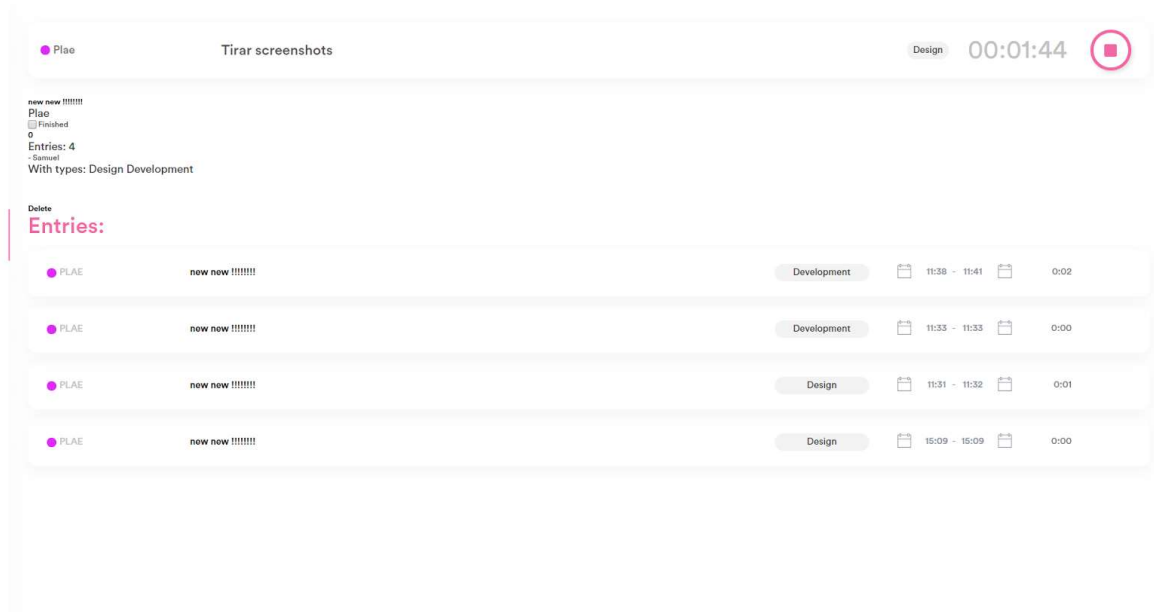 Plae Tirar screenshots Design 00:01:44
new new !!!!!!!!
Plae
Finished
0
Entries: 4
- Samuel
With types: Design Development
Delete
Entries:
PLAE new new !!!!!!!! Development 11:38 - 11:41 0:02
PLAE new new !!!!!!!! Development 11:33 - 11:33 0:00
PLAE new new !!!!!!!! Design 11:31 - 11:32 0:01
PLAE new new !!!!!!!! Design 15:09 - 15:09 0:00